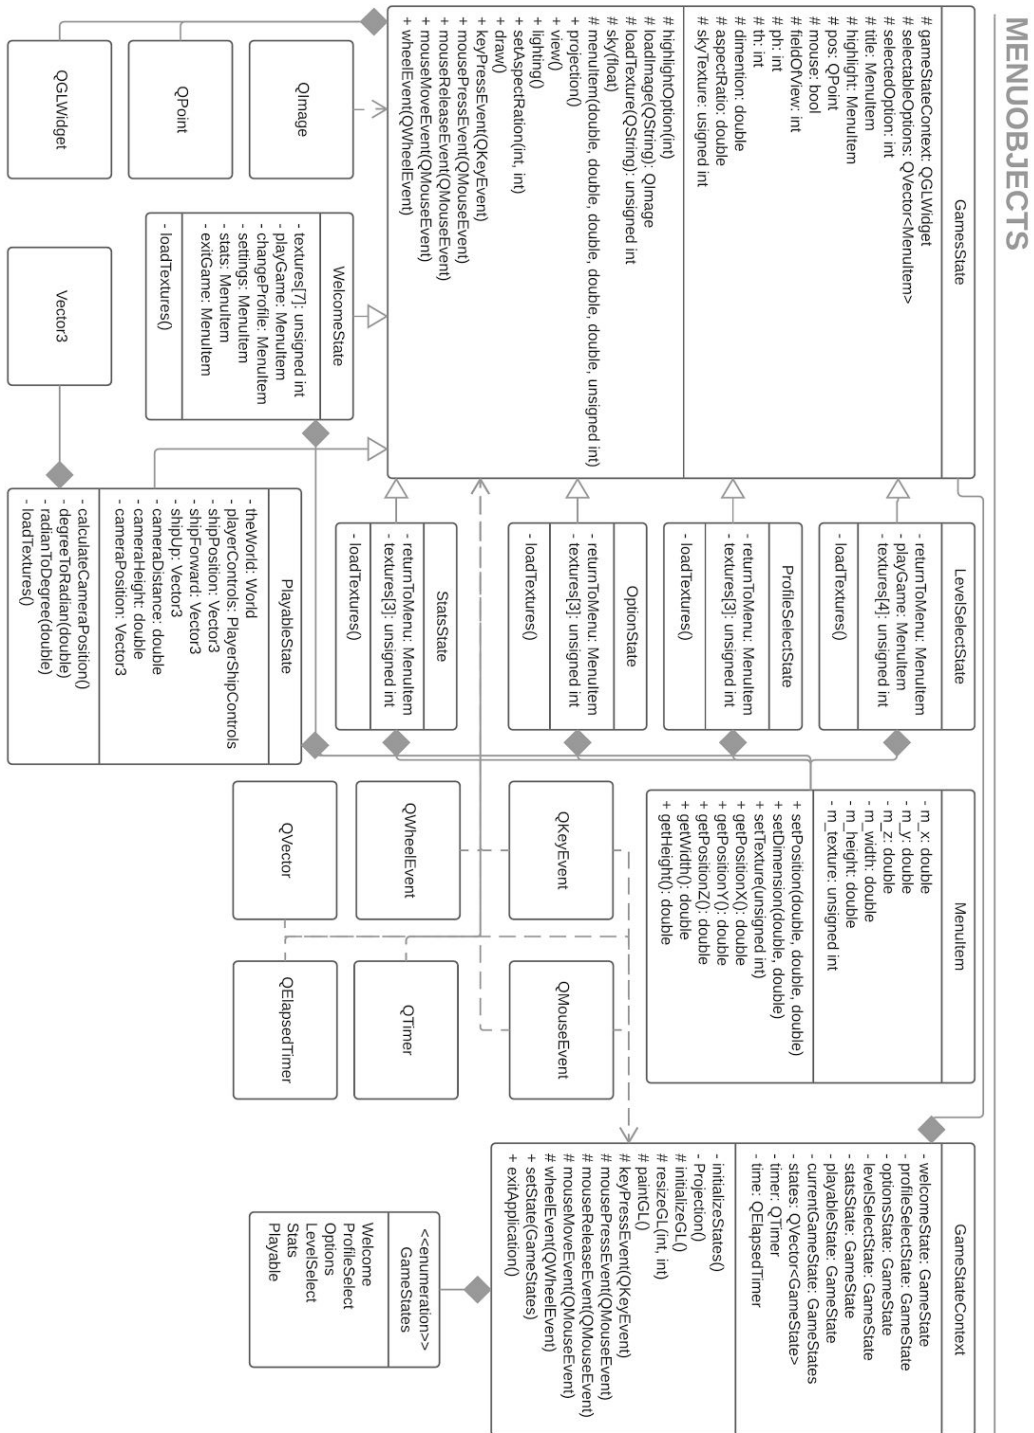 MENUOBJECTS
GamesState
# gameStateContext: QGLWidget
# selectableOptions: QVector<MenuItem>
# selectedOption: int
# title: MenuItem
# highlight: MenuItem
# pos: QPoint
# mouse: bool
# fieldOfView: int
# ph: int
# th: int
# dimention: double
# aspectRatio: double
# skyTexture: usigned int
# highlightOption(int)
# loadImage(QString): QImage
# loadTexture(QString): unsigned int
# sky(float)
# menuItem(double, double, double, double, double, unsigned int)
+ projection()
+ view()
+ lighting()
+ setAspectRation(int, int)
+ draw()
+ keyPressEvent(QKeyEvent)
+ mousePressEvent(QMouseEvent)
+ mouseReleaseEvent(QMouseEvent)
+ mouseMoveEvent(QMouseEvent)
+ wheelEvent(QWheelEvent)
LevelSelectState
- returnToMenu: MenuItem
- playGame: MenuItem
- textures[4]: unsigned int
- loadTextures()
ProfileSelectState
- returnToMenu: MenuItem
- textures[3]: unsigned int
- loadTextures()
OptionState
- returnToMenu: MenuItem
- textures[3]: unsigned int
- loadTextures()
StatsState
- returnToMenu: MenuItem
- textures[3]: unsigned int
- loadTextures()
MenuItem
- m_x: double
- m_y: double
- m_z: double
- m_width: double
- m_height: double
- m_texture: unsigned int
+ setPosition(double, double, double)
+ setDimension(double, double)
+ setTexture(unsigned int)
+ getPositionX(): double
+ getPositionY(): double
+ getPositionZ(): double
+ getWidth(): double
+ getHeight(): double
GameStateContext
- welcomeState: GameState
- profileSelectState: GameState
- optionsState: GameState
- levelSelectState: GameState
- statsState: GameState
- playableState: GameState
- currentGameState: GameStates
- states: QVector<GameState>
- timer: QTimer
- time: QElapsedTimer
- initializeStates()
- Projection()
# initializeGL()
# resizeGL(int, int)
# paintGL()
# keyPressEvent(QKeyEvent)
# mousePressEvent(QMouseEvent)
# mouseReleaseEvent(QMouseEvent)
# mouseMoveEvent(QMouseEvent)
# wheelEvent(QWheelEvent)
+ setState(GameStates)
+ exitApplication()
QImage
QPoint
QGLWidget
WelcomeState
- textures[7]: unsigned int
- playGame: MenuItem
- changeProfile: MenuItem
- settings: MenuItem
- stats: MenuItem
- exitGame: MenuItem
- loadTextures()
Vector3
PlayableState
- theWorld: World
- playerControls: PlayerShipControls
- shipPosition: Vector3
- shipForward: Vector3
- shipUp: Vector3
- cameraDistance: double
- cameraHeight: double
- cameraPosition: Vector3
- calculateCameraPosition()
- degreeToRadian(double)
- radianToDegree(double)
- loadTextures()
QKeyEvent
QMouseEvent
QWheelEvent
QTimer
QVector
QElapsedTimer
<<enumeration>>
GameStates
Welcome
ProfileSelect
Options
LevelSelect
Stats
Playable